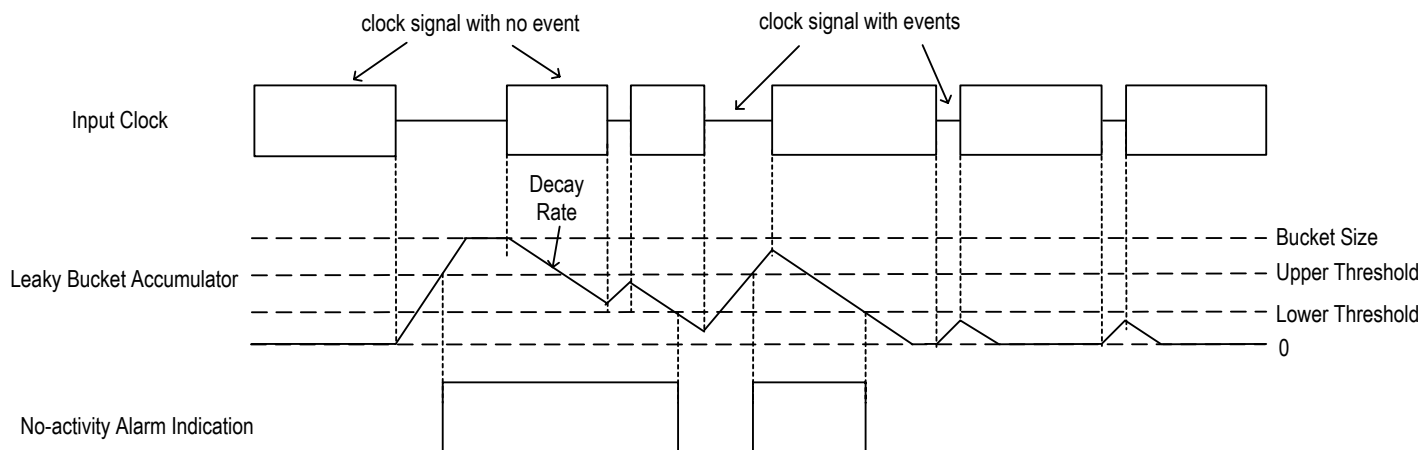 clock signal with no event
clock signal with events
Input Clock
Decay
Rate
Bucket Size
Leaky Bucket Accumulator
Upper Threshold
Lower Threshold
0
No-activity Alarm Indication